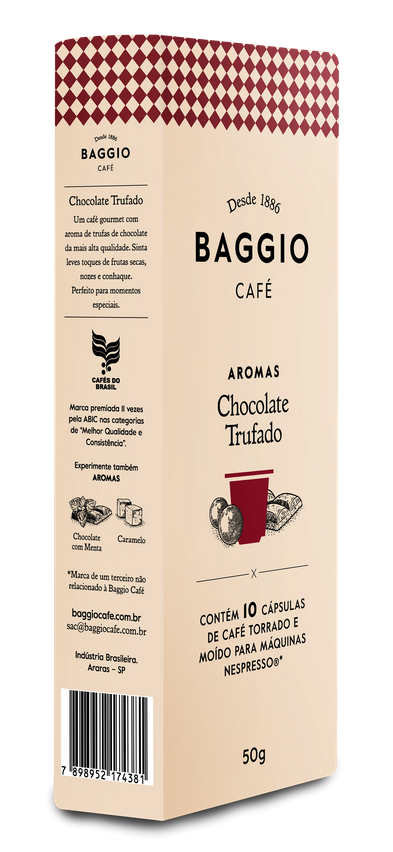 Desde 1886
BAGGIO
CAFÉ
Chocolate Trufado
Um café gourmet com
aroma de trufas de chocolate
da mais alta qualidade. Sinta
leves toques de frutas secas,
nozes e conhaque.
Perfeito para momentos
especiais.
CAFÉS DO
BRASIL
Marca premiada 11 vezes
pela ABIC nas categorias
de "Melhor Qualidade e
Consistência".
Experimente também
AROMAS
Chocolate
com Menta
Caramelo
*Marca de um terceiro não
relacionado à Baggio Café
baggiocafe.com.br
sac@baggiocafe.com.br
Indústria Brasileira.
Araras – SP
7 898952 174381
Desde 1886
BAGGIO
CAFÉ
AROMAS
Chocolate
Trufado
CONTÉM 10 CÁPSULAS
DE CAFÉ TORRADO E
MOÍDO PARA MÁQUINAS
NESPRESSO®*
50g